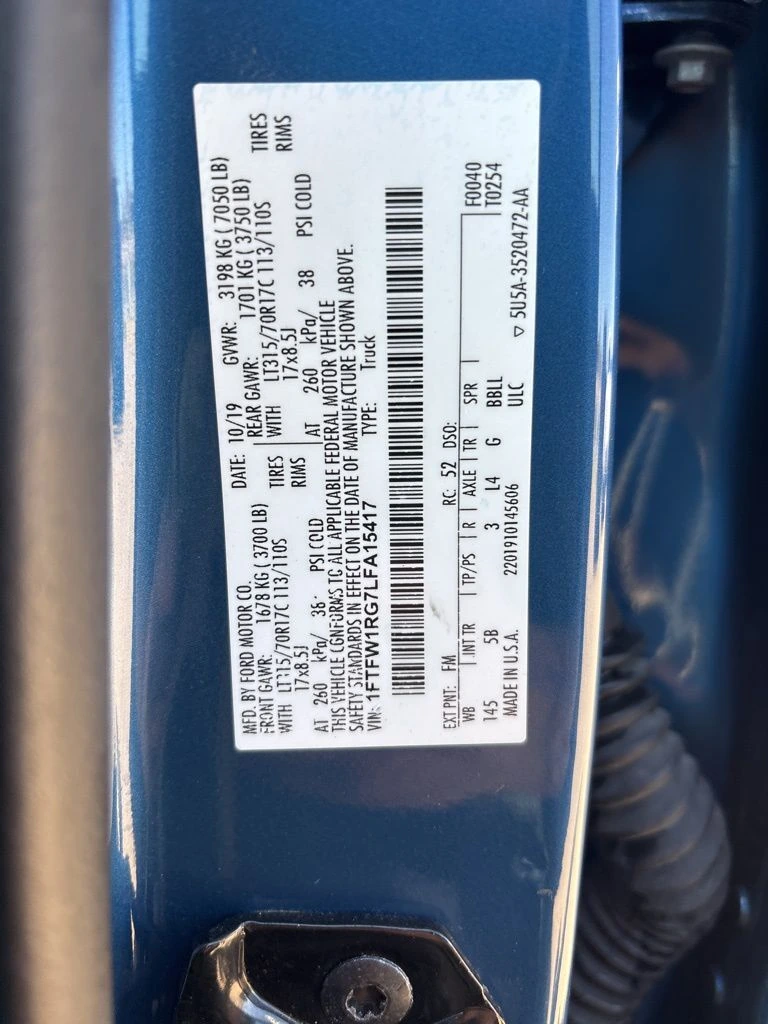 MFD. BY FORD MOTOR CO. DATE: 10/19 GVWR: 3198 KG ( 7050 LB)
FRONT GAWR: 1678 KG ( 3700 LB) REAR GAWR: 1701 KG ( 3750 LB)
WITH LT315/70R17C 113/110S TIRES WITH LT315/70R17C 113/110S TIRES
17x8.5J RIMS 17x8.5J RIMS
AT 260 kPa/ 36 PSI COLD AT 260 kPa/ 38 PSI COLD
THIS VEHICLE CONFORMS TO ALL APPLICABLE FEDERAL MOTOR VEHICLE
SAFETY STANDARDS IN EFFECT ON THE DATE OF MANUFACTURE SHOWN ABOVE.
VIN: 1FTFW1RG7LFA15417 TYPE: Truck
EXT PNT: FM RC: 52 DSO: F0040
WB INT TR TP/PS R AXLE TR SPR T0254
145 5B 3 L4 G BBLL
MADE IN U.S.A. 2201910145606 ULC ▽ 5U5A-3520472-AA